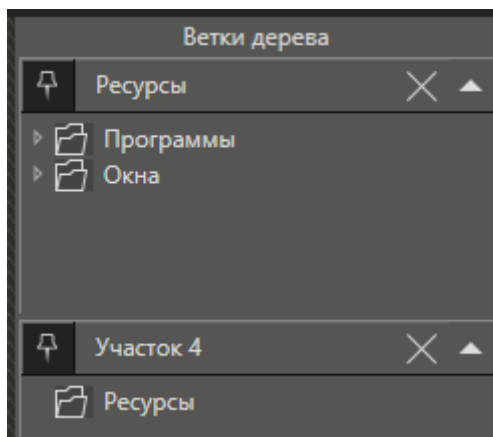 Ветки дерева
Ресурсы
Программы
Окна
Участок 4
Ресурсы